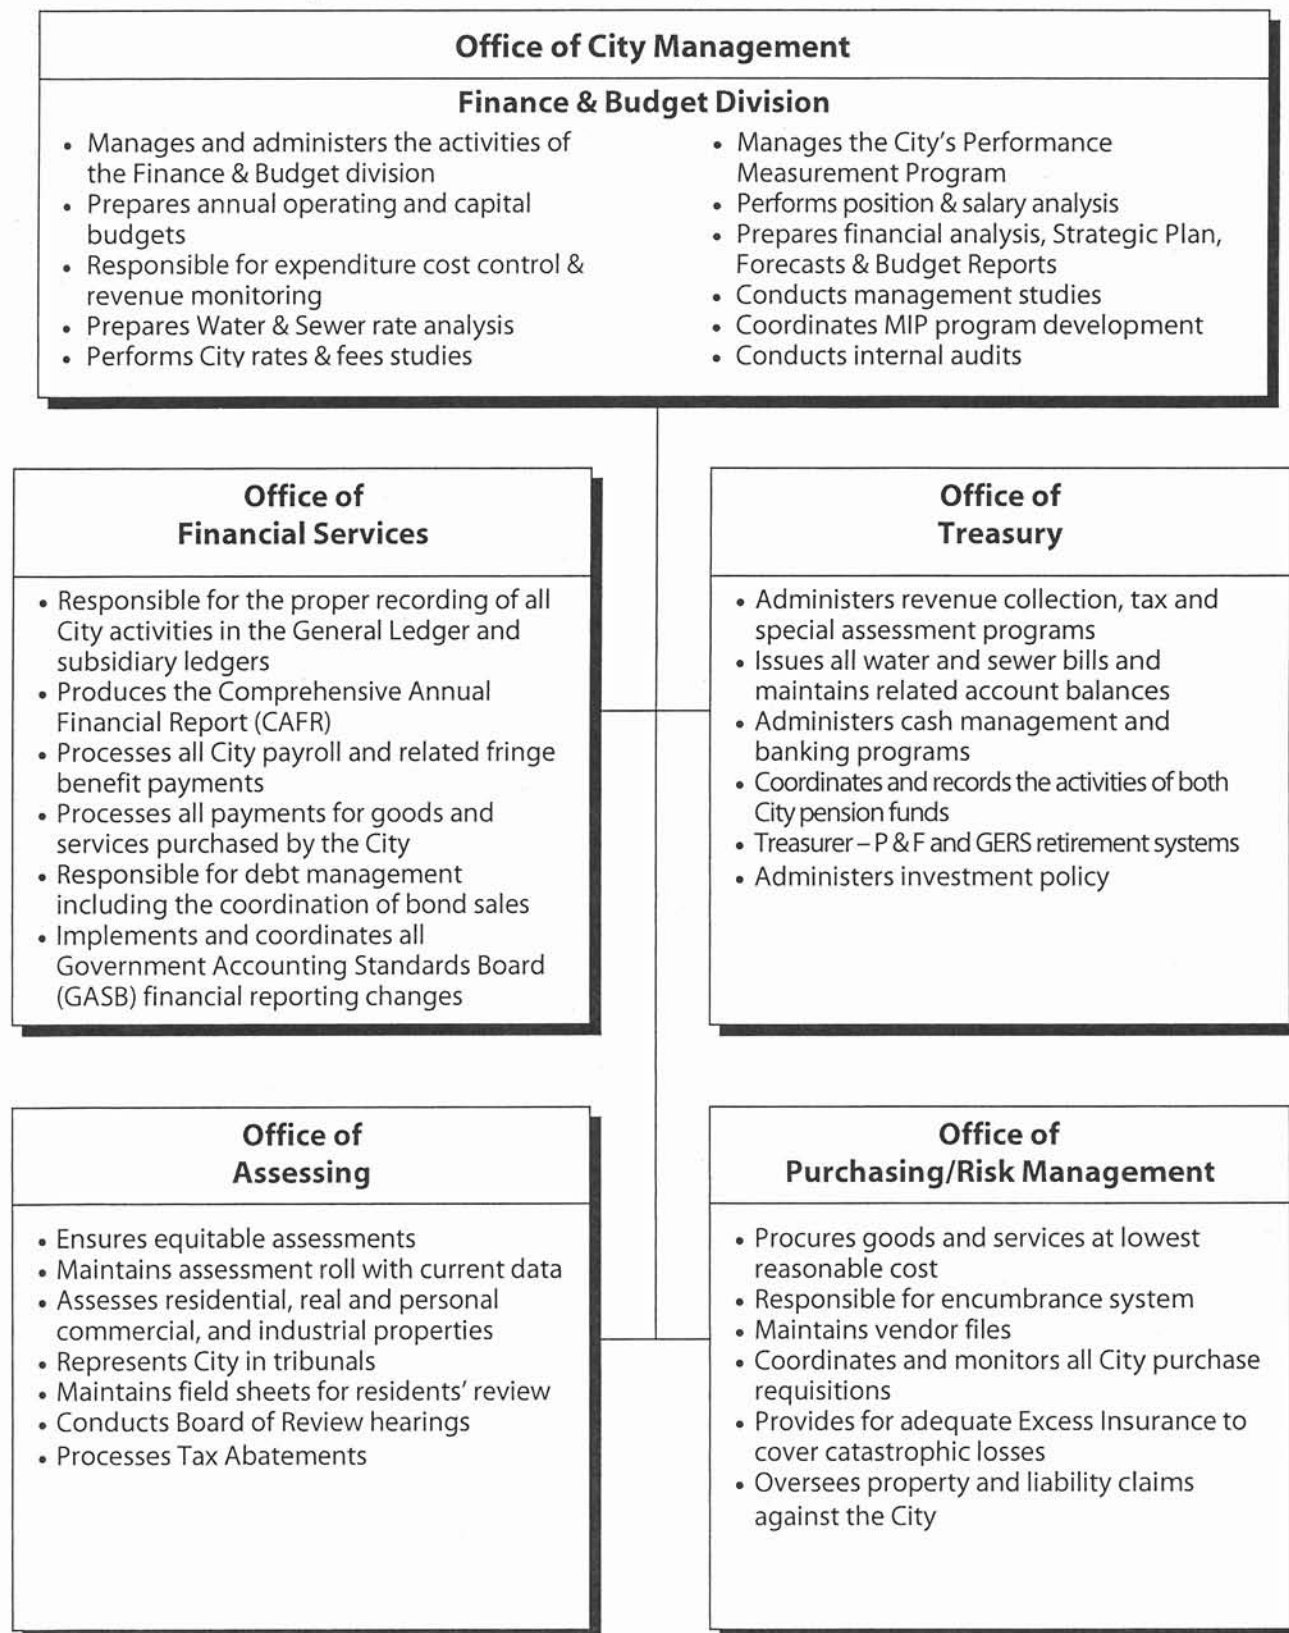 Office of City Management
Finance & Budget Division
• Manages and administers the activities of
the Finance & Budget division
• Prepares annual operating and capital
budgets
• Responsible for expenditure cost control &
revenue monitoring
• Prepares Water & Sewer rate analysis
• Performs City rates & fees studies
• Manages the City's Performance
Measurement Program
• Performs position & salary analysis
• Prepares financial analysis, Strategic Plan,
Forecasts & Budget Reports
• Conducts management studies
• Coordinates MIP program development
• Conducts internal audits
Office of
Financial Services
• Responsible for the proper recording of all
City activities in the General Ledger and
subsidiary ledgers
• Produces the Comprehensive Annual
Financial Report (CAFR)
• Processes all City payroll and related fringe
benefit payments
• Processes all payments for goods and
services purchased by the City
• Responsible for debt management
including the coordination of bond sales
• Implements and coordinates all
Government Accounting Standards Board
(GASB) financial reporting changes
Office of
Treasury
• Administers revenue collection, tax and
special assessment programs
• Issues all water and sewer bills and
maintains related account balances
• Administers cash management and
banking programs
• Coordinates and records the activities of both
City pension funds
• Treasurer – P & F and GERS retirement systems
• Administers investment policy
Office of
Assessing
• Ensures equitable assessments
• Maintains assessment roll with current data
• Assesses residential, real and personal
commercial, and industrial properties
• Represents City in tribunals
• Maintains field sheets for residents' review
• Conducts Board of Review hearings
• Processes Tax Abatements
Office of
Purchasing/Risk Management
• Procures goods and services at lowest
reasonable cost
• Responsible for encumbrance system
• Maintains vendor files
• Coordinates and monitors all City purchase
requisitions
• Provides for adequate Excess Insurance to
cover catastrophic losses
• Oversees property and liability claims
against the City